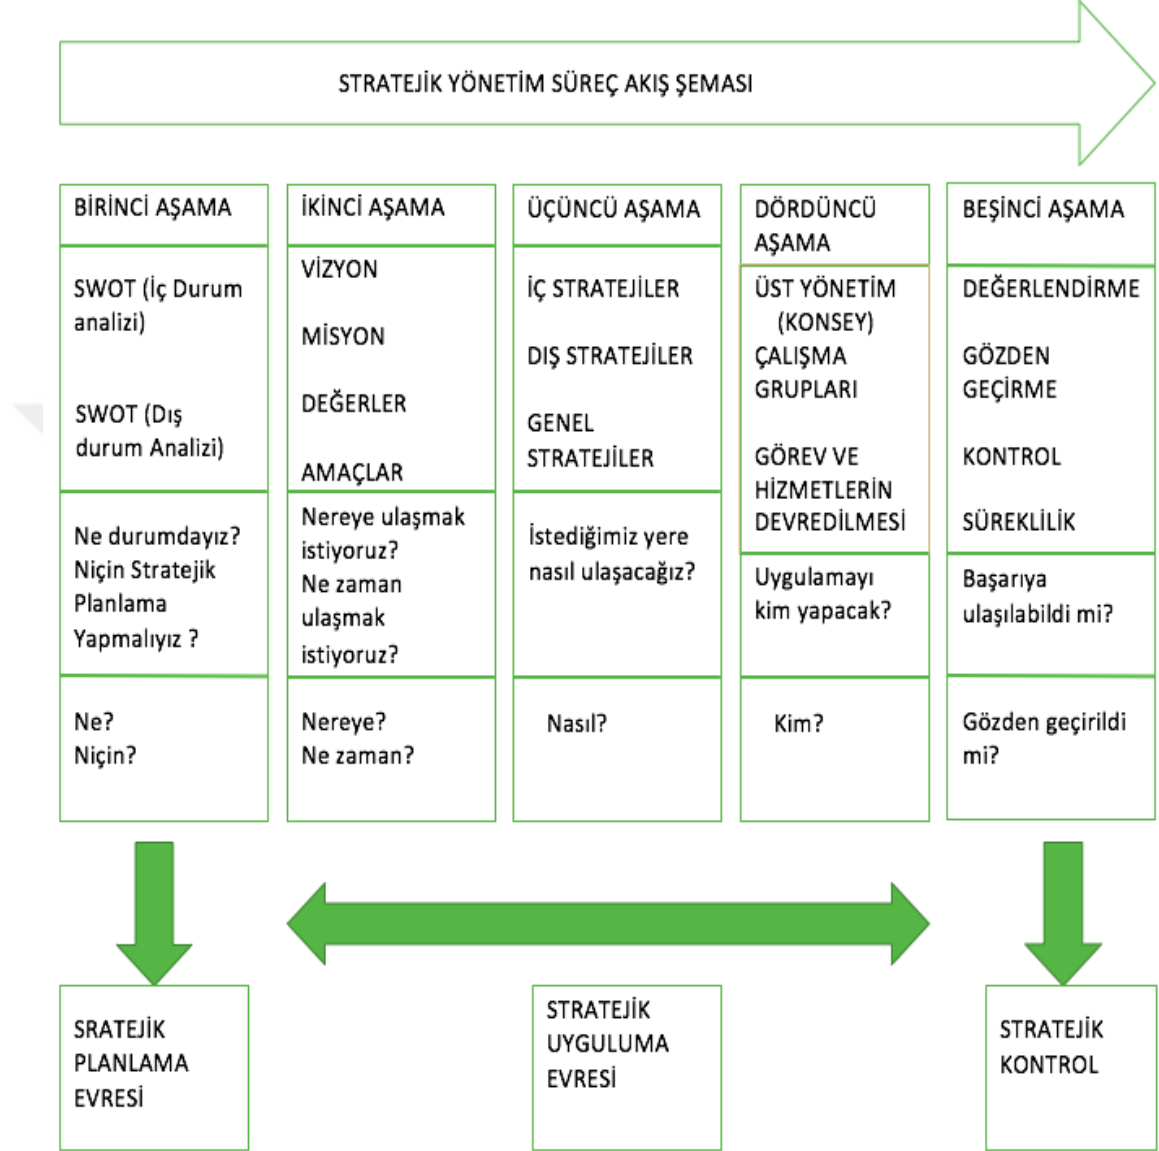 STRATEJİK YÖNETİM SÜREÇ AKIŞ ŞEMASI
BİRİNCİ AŞAMA
SWOT (İç Durum
analizi)
SWOT (Dış
durum Analizi)
Ne durumdayız?
Niçin Stratejik
Planlama
Yapmalıyız ?
Ne?
Niçin?
İKİNCİ AŞAMA
VİZYON
MİSYON
DEĞERLER
AMAÇLAR
Nereye ulaşmak
istiyoruz?
Ne zaman
ulaşmak
istiyoruz?
Nereye?
Ne zaman?
ÜÇÜNCÜ AŞAMA
İÇ STRATEJİLER
DIŞ STRATEJİLER
GENEL
STRATEJİLER
İstediğimiz yere
nasıl ulaşacağız?
Nasıl?
DÖRDÜNCÜ
AŞAMA
ÜST YÖNETİM
(KONSEY)
ÇALIŞMA
GRUPLARI
GÖREV VE
HİZMETLERİN
DEVREDİLMESİ
Uygulamayı
kim yapacak?
Kim?
BEŞİNCİ AŞAMA
DEĞERLENDİRME
GÖZDEN
GEÇİRME
KONTROL
SÜREKLİLİK
Başarıya
ulaşılabildi mi?
Gözden geçirildi
mi?
SRATEJİK
PLANLAMA
EVRESİ
STRATEJİK
UYGULUMA
EVRESİ
STRATEJİK
KONTROL